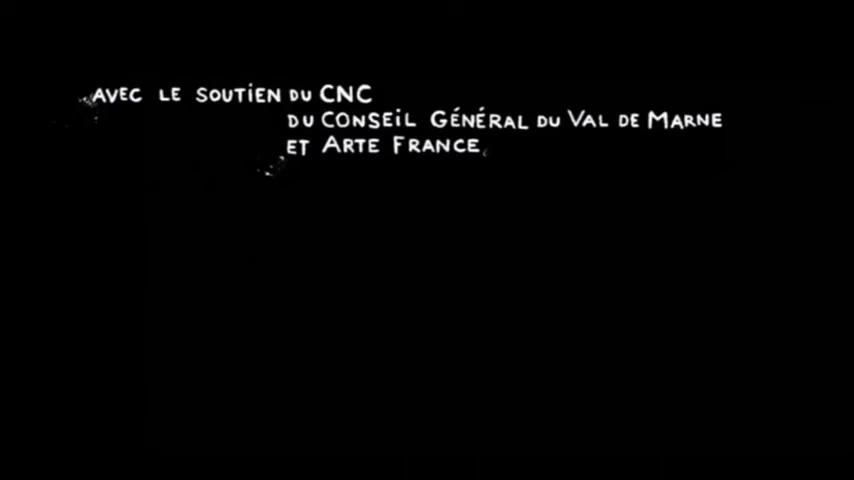 AVEC LE SOUTIEN DU CNC
DU CONSEIL GÉNÉRAL DU VAL DE MARNE
ET ARTE FRANCE